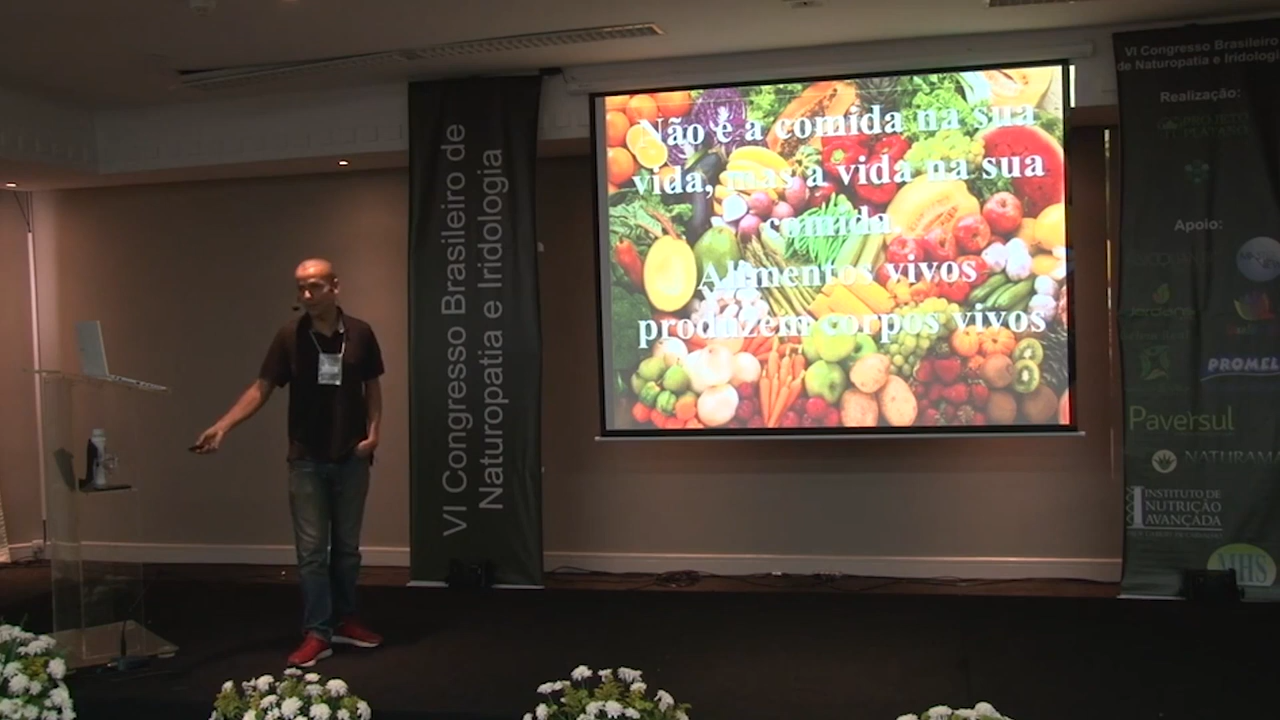 VI Congresso Brasileiro de
Naturopatia e Iridologia
Não é a comida na sua
vida, mas a vida na sua
comida.
Alimentos vivos
produzem corpos vivos
VI Congresso Brasileiro
de Naturopatia e Iridologia
Realização:
Apoio:
PROMEL
Paversul
NATURAMA
INSTITUTO DE
NUTRIÇÃO
AVANÇADA
MHS